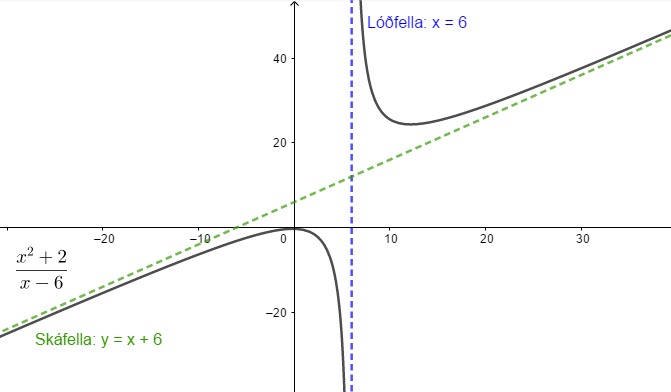 Lóðfella: x = 6
40
20
−20
−10
0
10
20
30
x² + 2
x − 6
−20
Skáfella: y = x + 6